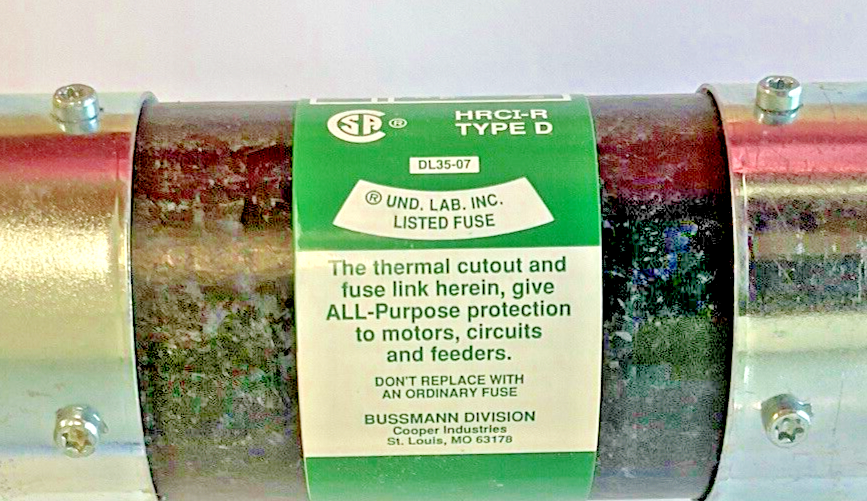 SA ®
HRCI-R
TYPE D
DL35-07
® UND. LAB. INC.
LISTED FUSE
The thermal cutout and
fuse link herein, give
ALL-Purpose protection
to motors, circuits
and feeders.
DON'T REPLACE WITH
AN ORDINARY FUSE
BUSSMANN DIVISION
Cooper Industries
St. Louis, MO 63178